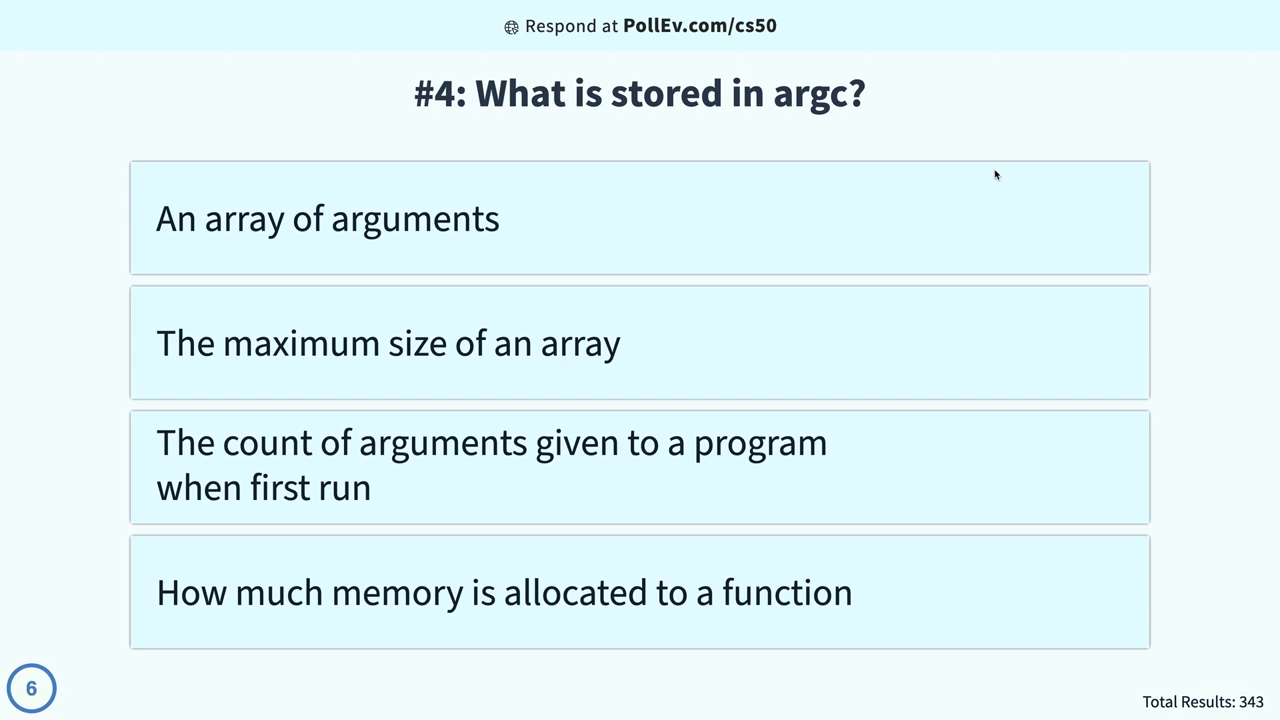 Respond at PollEv.com/cs50
#4: What is stored in argc?
An array of arguments
The maximum size of an array
The count of arguments given to a program
when first run
How much memory is allocated to a function
6
Total Results: 343